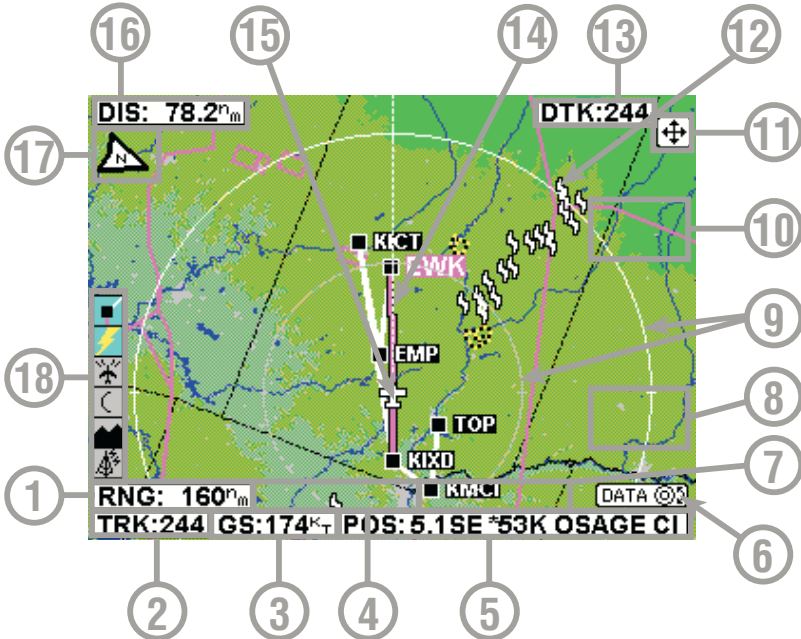 16
15
14
13
12
DIS: 78.2nm
DTK:244
11
17
N
KICT
EWK
10
9
EMP
18
8
TOP
KIXD
7
1
RNG: 160nm
KMCI
DATA
TRK:244
GS:174KT
POS: 5.1SE *53K OSAGE CI
6
2
3
4
5